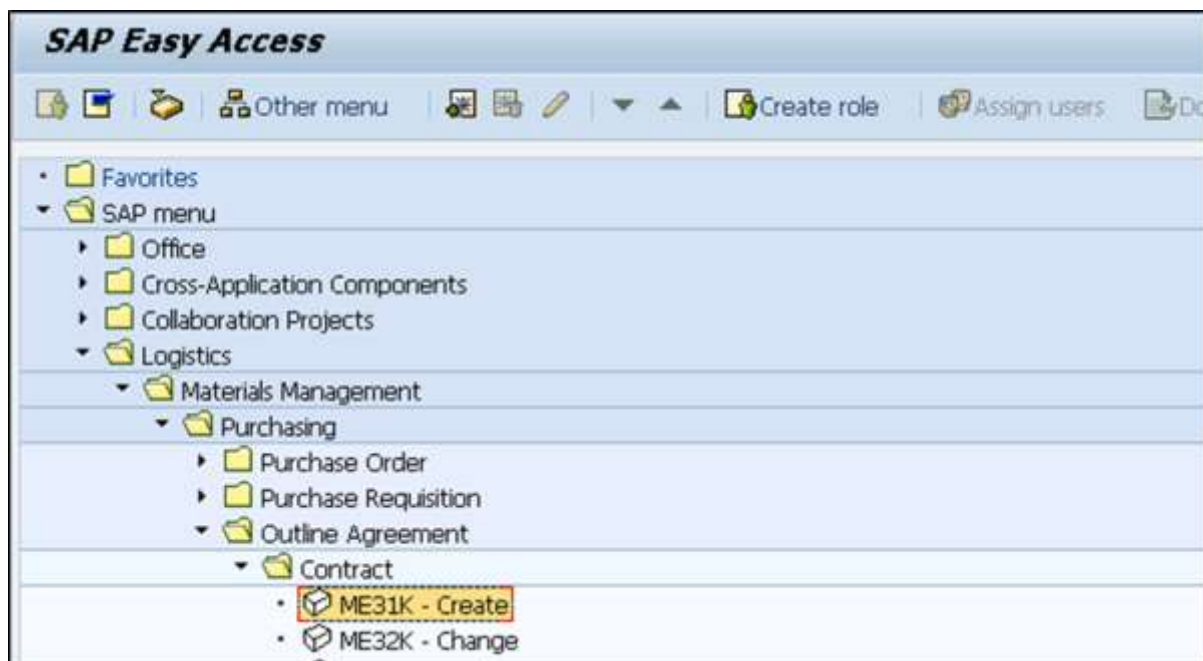 SAP Easy Access
Other menu Create role Assign users Do
Favorites
SAP menu
Office
Cross-Application Components
Collaboration Projects
Logistics
Materials Management
Purchasing
Purchase Order
Purchase Requisition
Outline Agreement
Contract
ME31K - Create
ME32K - Change